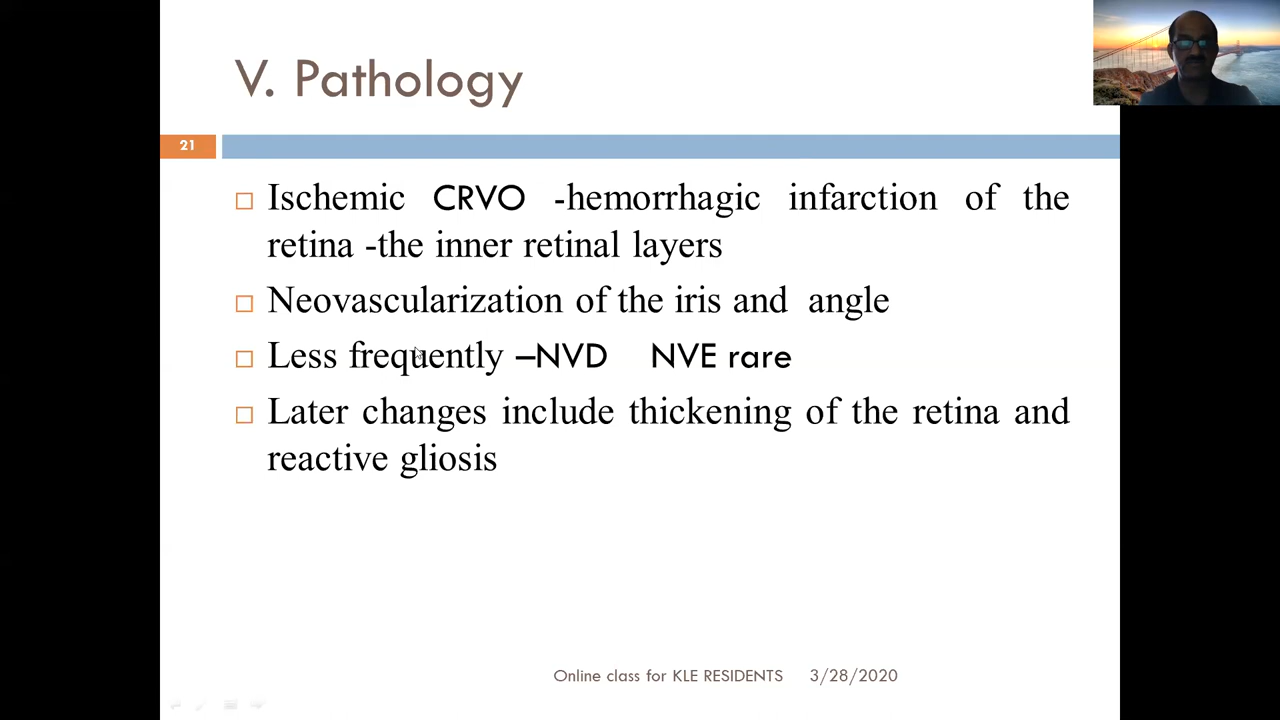 V. Pathology
21
Ischemic CRVO -hemorrhagic infarction of the
retina -the inner retinal layers
Neovascularization of the iris and angle
Less frequently –NVD NVE rare
Later changes include thickening of the retina and
reactive gliosis
Online class for KLE RESIDENTS 3/28/2020